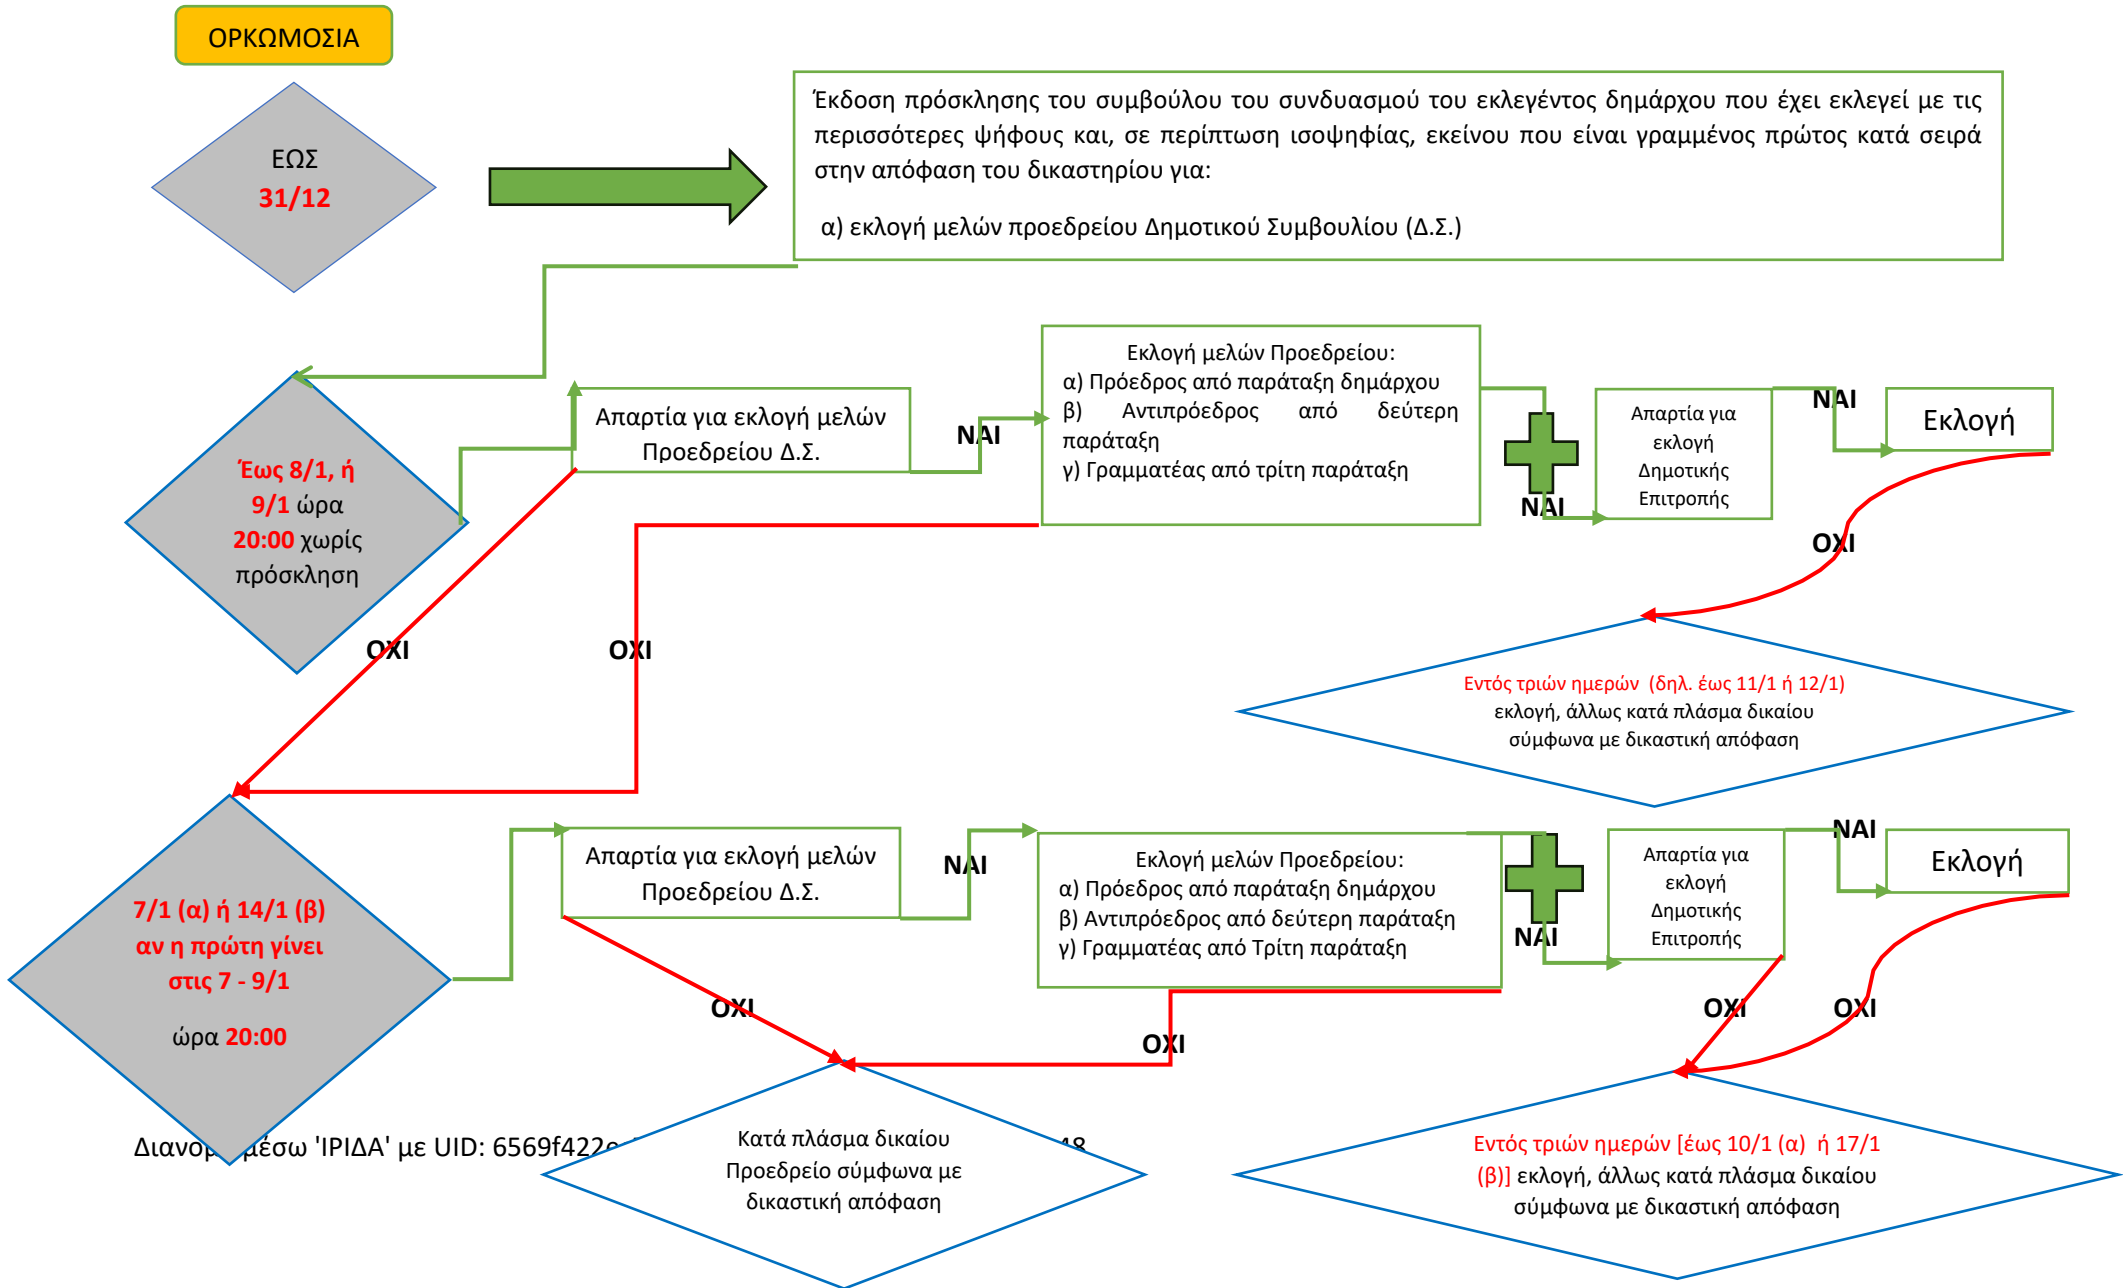 ΟΡΚΩΜΟΣΙΑ
ΕΩΣ
31/12
Έκδοση πρόσκλησης του συμβούλου του συνδυασμού του εκλεγέντος δημάρχου που έχει εκλεγεί με τις
περισσότερες ψήφους και, σε περίπτωση ισοψηφίας, εκείνου που είναι γραμμένος πρώτος κατά σειρά
στην απόφαση του δικαστηρίου για:
α) εκλογή μελών προεδρείου Δημοτικού Συμβουλίου (Δ.Σ.)
Έως 8/1, ή
9/1 ώρα
20:00 χωρίς
πρόσκληση
Απαρτία για εκλογή μελών
Προεδρείου Δ.Σ.
ΝΑΙ
Εκλογή μελών Προεδρείου:
α) Πρόεδρος από παράταξη δημάρχου
β) Αντιπρόεδρος από δεύτερη
παράταξη
γ) Γραμματέας από τρίτη παράταξη
ΝΑΙ
Απαρτία για
εκλογή
Δημοτικής
Επιτροπής
ΝΑΙ
Εκλογή
ΟΧΙ
ΟΧΙ
ΟΧΙ
Εντός τριών ημερών (δηλ. έως 11/1 ή 12/1)
εκλογή, άλλως κατά πλάσμα δικαίου
σύμφωνα με δικαστική απόφαση
7/1 (α) ή 14/1 (β)
αν η πρώτη γίνει
στις 7 - 9/1
ώρα 20:00
Απαρτία για εκλογή μελών
Προεδρείου Δ.Σ.
ΝΑΙ
Εκλογή μελών Προεδρείου:
α) Πρόεδρος από παράταξη δημάρχου
β) Αντιπρόεδρος από δεύτερη παράταξη
γ) Γραμματέας από Τρίτη παράταξη
ΝΑΙ
Απαρτία για
εκλογή
Δημοτικής
Επιτροπής
ΝΑΙ
Εκλογή
ΟΧΙ
ΟΧΙ
ΟΧΙ
ΟΧΙ
Κατά πλάσμα δικαίου
Προεδρείο σύμφωνα με
δικαστική απόφαση
Εντός τριών ημερών [έως 10/1 (α) ή 17/1
(β)] εκλογή, άλλως κατά πλάσμα δικαίου
σύμφωνα με δικαστική απόφαση
μέσω 'ΙΡΙΔΑ' με UID: